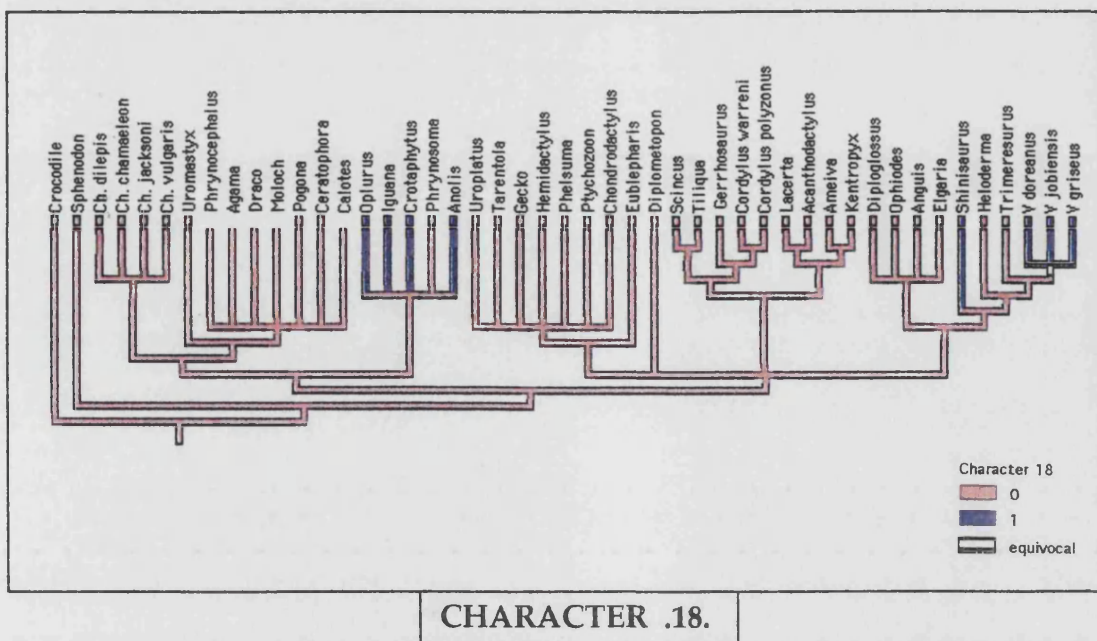 Crocodile
Sphenodon
Ch. dilepis
Ch. chamaeleon
Ch. jacksoni
Ch. vulgaris
Uromastyx
Phrynocephalus
Agama
Draco
Moloch
Pogona
Ceratophora
Calotes
Oplurus
Iguana
Crotaphytus
Phrynosome
Anolis
Uroplatus
Tarentola
Gecko
Hemidactylus
Phelsuma
Ptychozoon
Chondrodactylus
Eublepharis
Diplometopon
Scincus
Tiliqua
Gerrhosaurus
Cordylus warreni
Cordylus polyzonus
Lacerta
Acanthodactylus
Ameiva
Kentropyx
Diploglossus
Ophiodes
Anguis
Elgaria
Shinisaurus
Heloderma
Trimeresurus
V doreanus
V jobiensis
V griseus
Character 18
0
1
equivocal
CHARACTER .18.